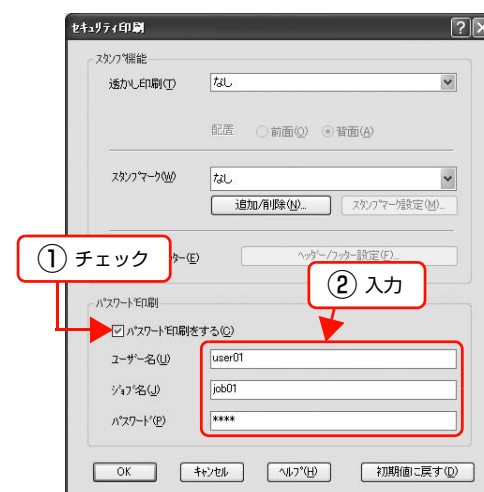 セキュリティ印刷
スタンプ機能
透かし印刷(T) なし
配置 前面(O) 背面(A)
スタンプマーク(W) なし
追加/削除(N)... スタンプマーク設定(M)...
ター(E) ヘッダー/フッター設定(F)...
① チェック
② 入力
パスワード印刷
パスワード印刷をする(C)
ユーザー名(U) user01
ジョブ名(J) job01
パスワード(P) ****
OK キャンセル ヘルプ(H) 初期値に戻す(D)